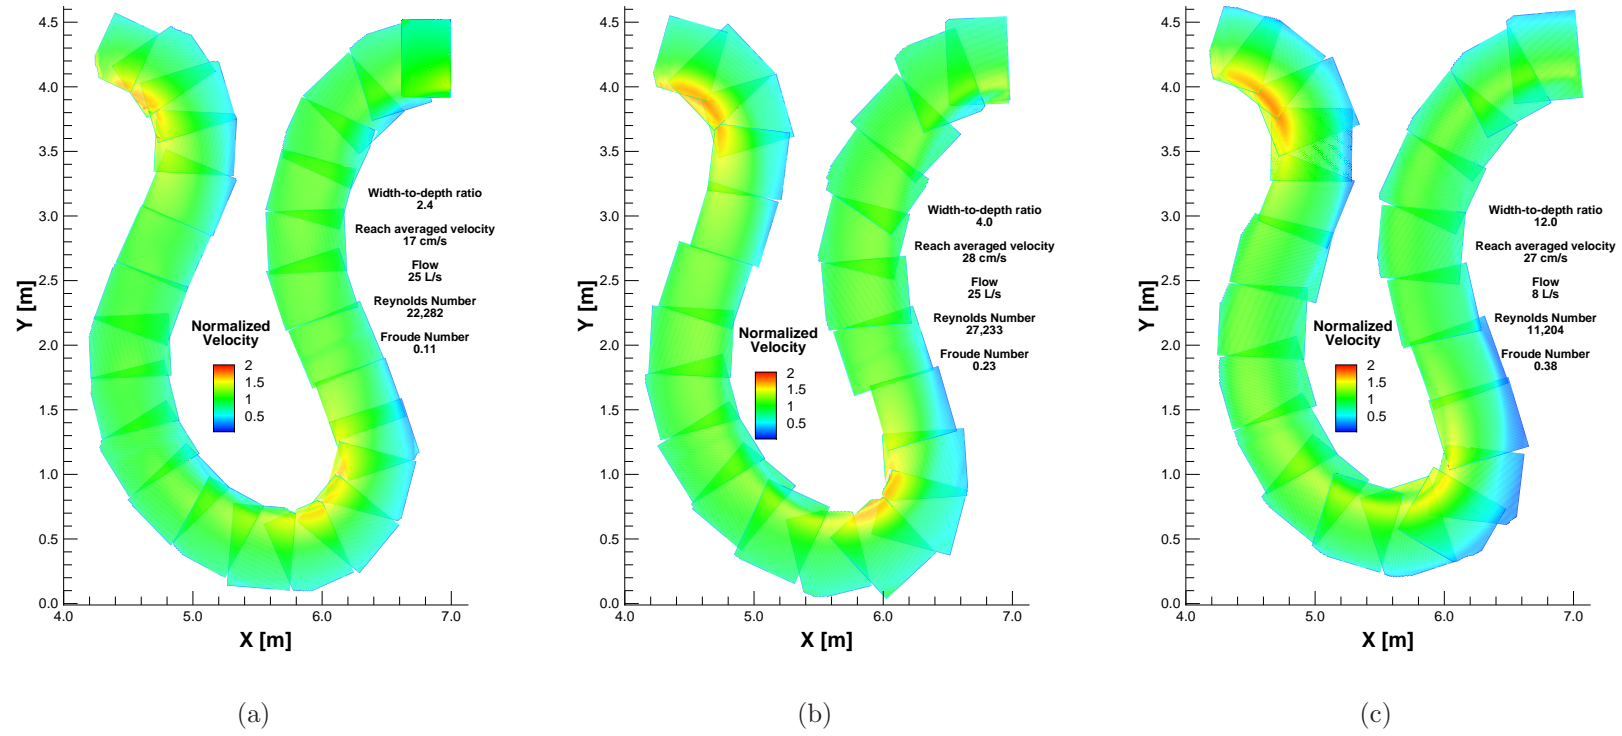 4.5
4.0
3.5
3.0
2.5
2.0
1.5
1.0
0.5
0.0
4.0 5.0 6.0 7.0
Y [m]
X [m]
Width-to-depth ratio
2.4
Reach averaged velocity
17 cm/s
Flow
25 L/s
Reynolds Number
22,282
Froude Number
0.11
Normalized
Velocity
2
1.5
1
0.5
(a)
4.5
4.0
3.5
3.0
2.5
2.0
1.5
1.0
0.5
0.0
4.0 5.0 6.0 7.0
Y [m]
X [m]
Width-to-depth ratio
4.0
Reach averaged velocity
28 cm/s
Flow
25 L/s
Reynolds Number
27,233
Froude Number
0.23
Normalized
Velocity
2
1.5
1
0.5
(b)
4.5
4.0
3.5
3.0
2.5
2.0
1.5
1.0
0.5
0.0
4.0 5.0 6.0 7.0
Y [m]
X [m]
Width-to-depth ratio
12.0
Reach averaged velocity
27 cm/s
Flow
8 L/s
Reynolds Number
11,204
Froude Number
0.38
Normalized
Velocity
2
1.5
1
0.5
(c)